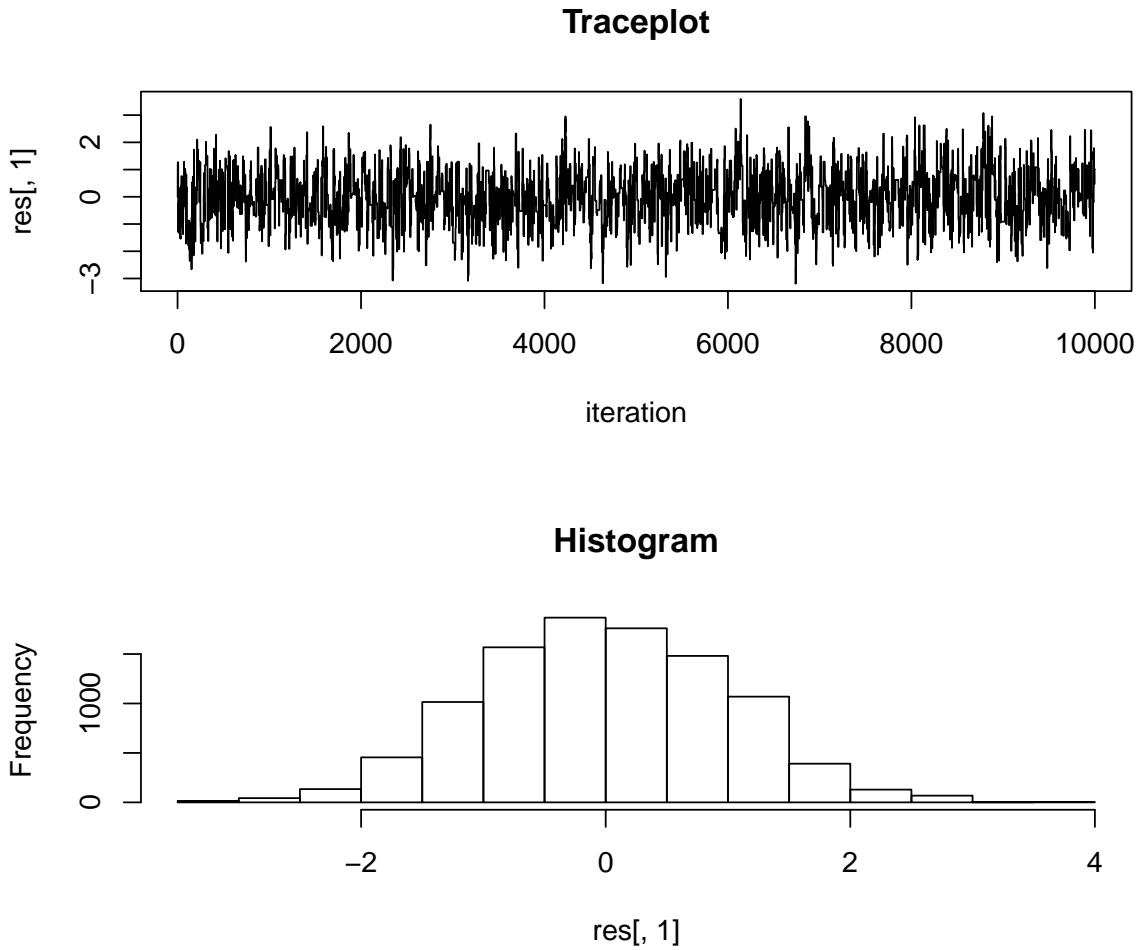 Traceplot
res[, 1]
−3
0
2
0
2000
4000
6000
8000
10000
iteration
Histogram
Frequency
0
1000
−2
0
2
4
res[, 1]